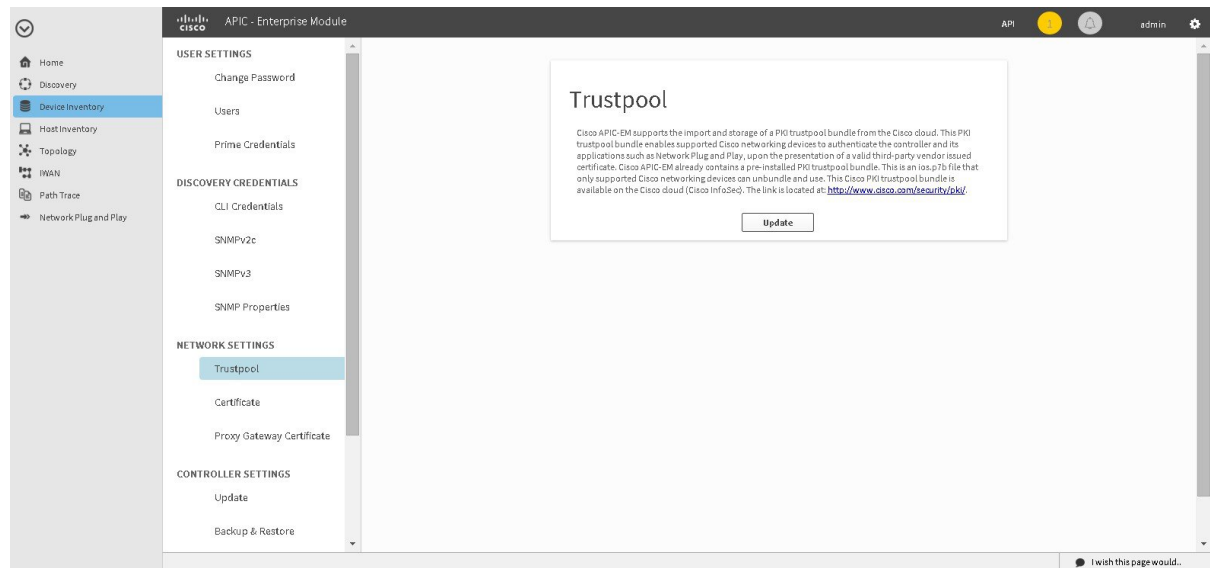 CISCO APIC - Enterprise Module
API
1
admin
Home
Discovery
Device Inventory
Host Inventory
Topology
IWAN
Path Trace
Network Plug and Play
USER SETTINGS
Change Password
Users
Prime Credentials
DISCOVERY CREDENTIALS
CLI Credentials
SNMPv2c
SNMPv3
SNMP Properties
NETWORK SETTINGS
Trustpool
Certificate
Proxy Gateway Certificate
CONTROLLER SETTINGS
Update
Backup & Restore
Trustpool
Cisco APIC-EM supports the import and storage of a PKI trustpool bundle from the Cisco cloud. This PKI
trustpool bundle enables supported Cisco networking devices to authenticate the controller and its
applications such as Network Plug and Play, upon the presentation of a valid third-party vendor issued
certificate. Cisco APIC-EM already contains a pre-installed PKI trustpool bundle. This is an ios.p7b file that
only supported Cisco networking devices can unbundle and use. This Cisco PKI trustpool bundle is
available on the Cisco cloud (Cisco InfoSec). The link is located at: http://www.cisco.com/security/pki/.
Update
I wish this page would..